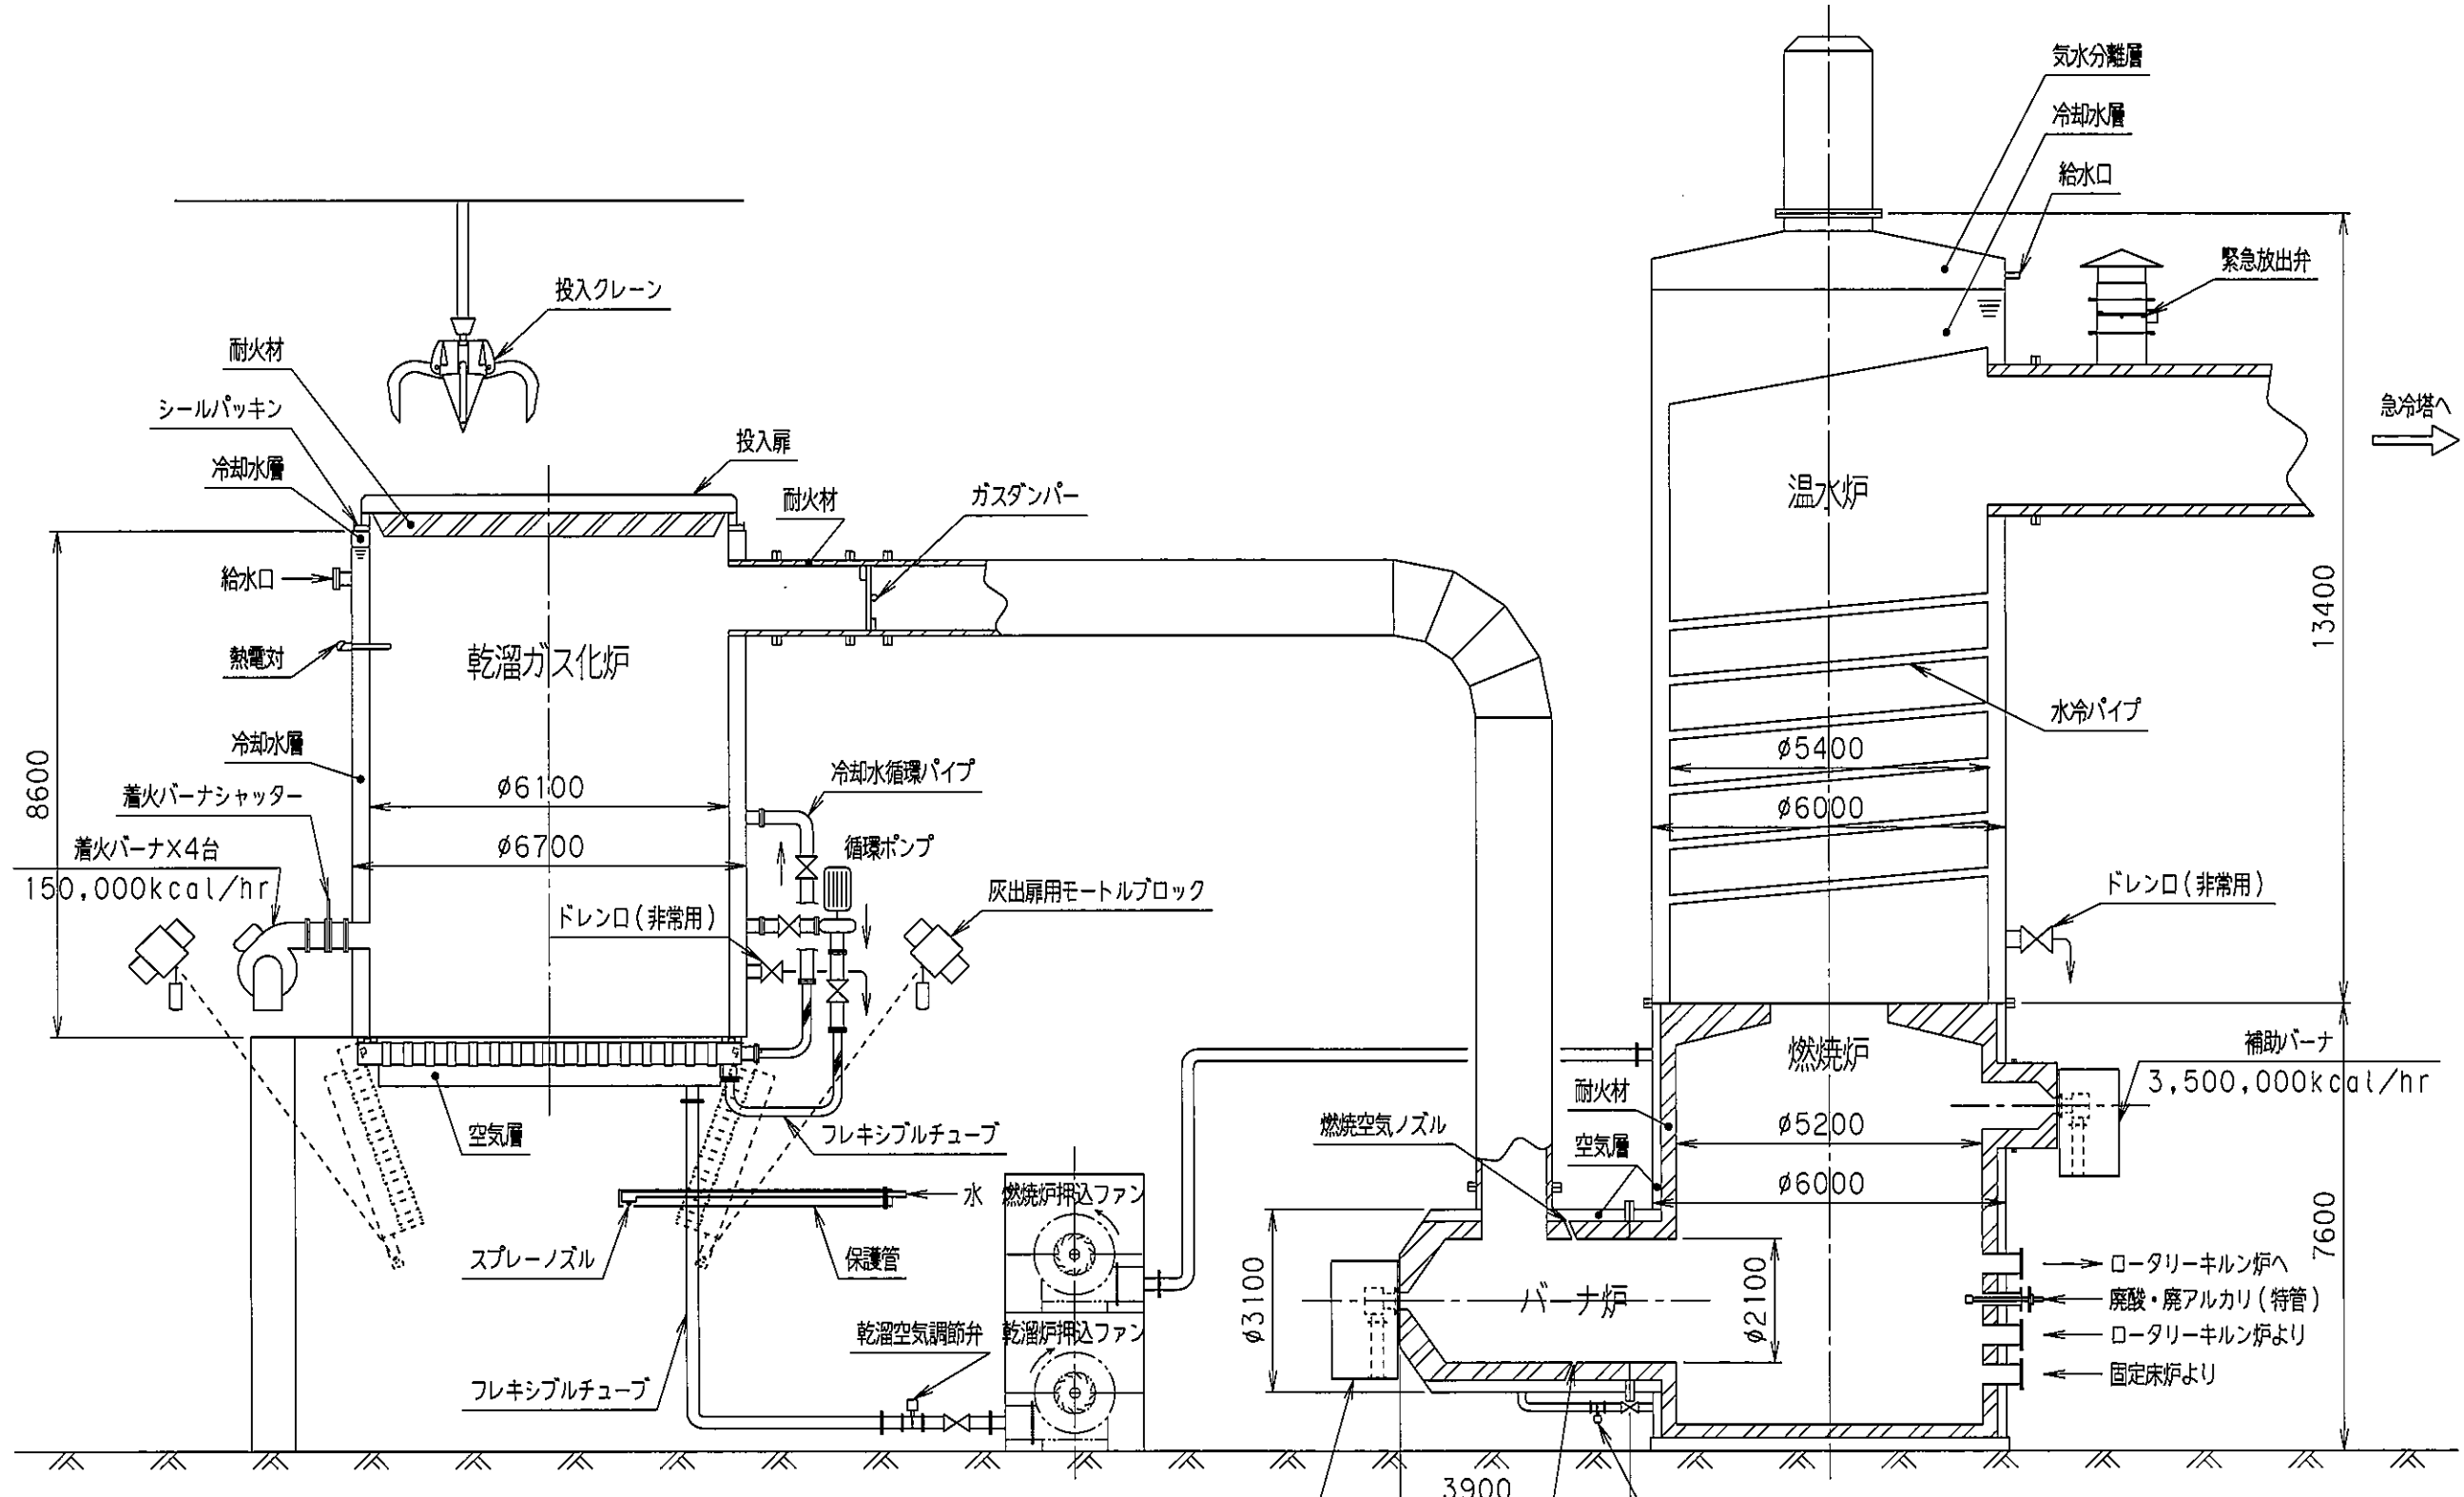 気水分離層
冷却水層
給水口
緊急放出弁
投入クレーン
耐火材
シールパッキン
冷却水層
投入扉
耐火材
ガスダンパー
急冷塔へ
温水炉
給水口
熱電対
乾溜ガス化炉
13400
水冷パイプ
冷却水層
8600
φ6100
φ6700
冷却水循環パイプ
循環ポンプ
φ5400
φ6000
着火バーナシャッター
着火バーナ×4台
150,000kcal/hr
ドレン口(非常用)
灰出扉用モートルブロック
ドレン口(非常用)
燃焼炉
補助バーナ
3,500,000kcal/hr
耐火材
空気層
φ5200
φ6000
燃焼空気ノズル
空気層
フレキシブルチューブ
水
燃焼炉押込ファン
スプレーノズル
保護管
7600
ロータリーキルン炉へ
廃酸・廃アルカリ(特管)
ロータリーキルン炉より
固定床炉より
φ3100
バーナ炉
φ2100
乾溜空気調節弁
乾溜炉押込ファン
フレキシブルチューブ
3900